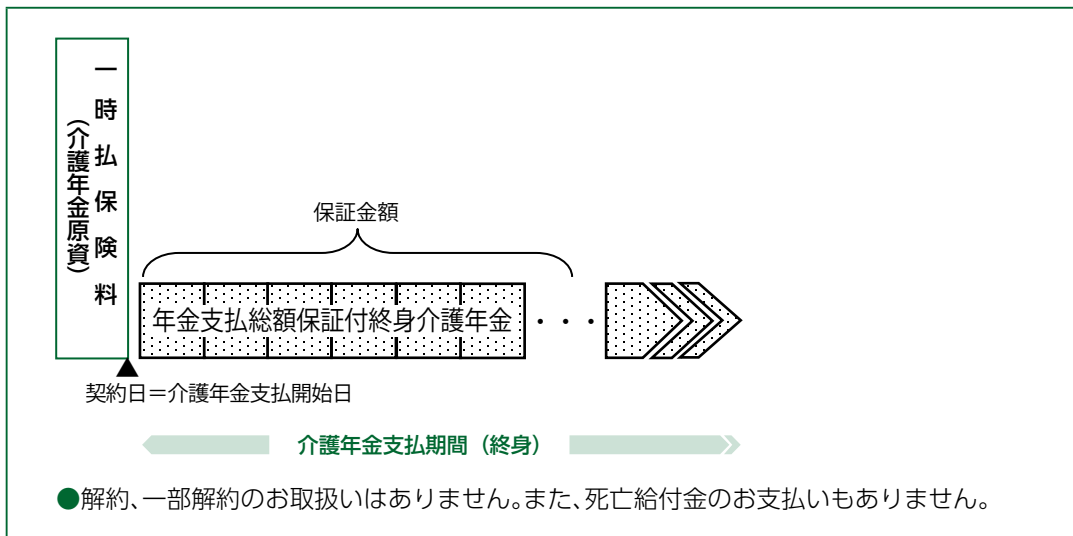 一時払保険料
(介護年金原資)
保証金額
年金支払総額保証付終身介護年金
・・・
契約日＝介護年金支払開始日
介護年金支払期間（終身）
●解約、一部解約のお取扱いはありません。また、死亡給付金のお支払いもありません。